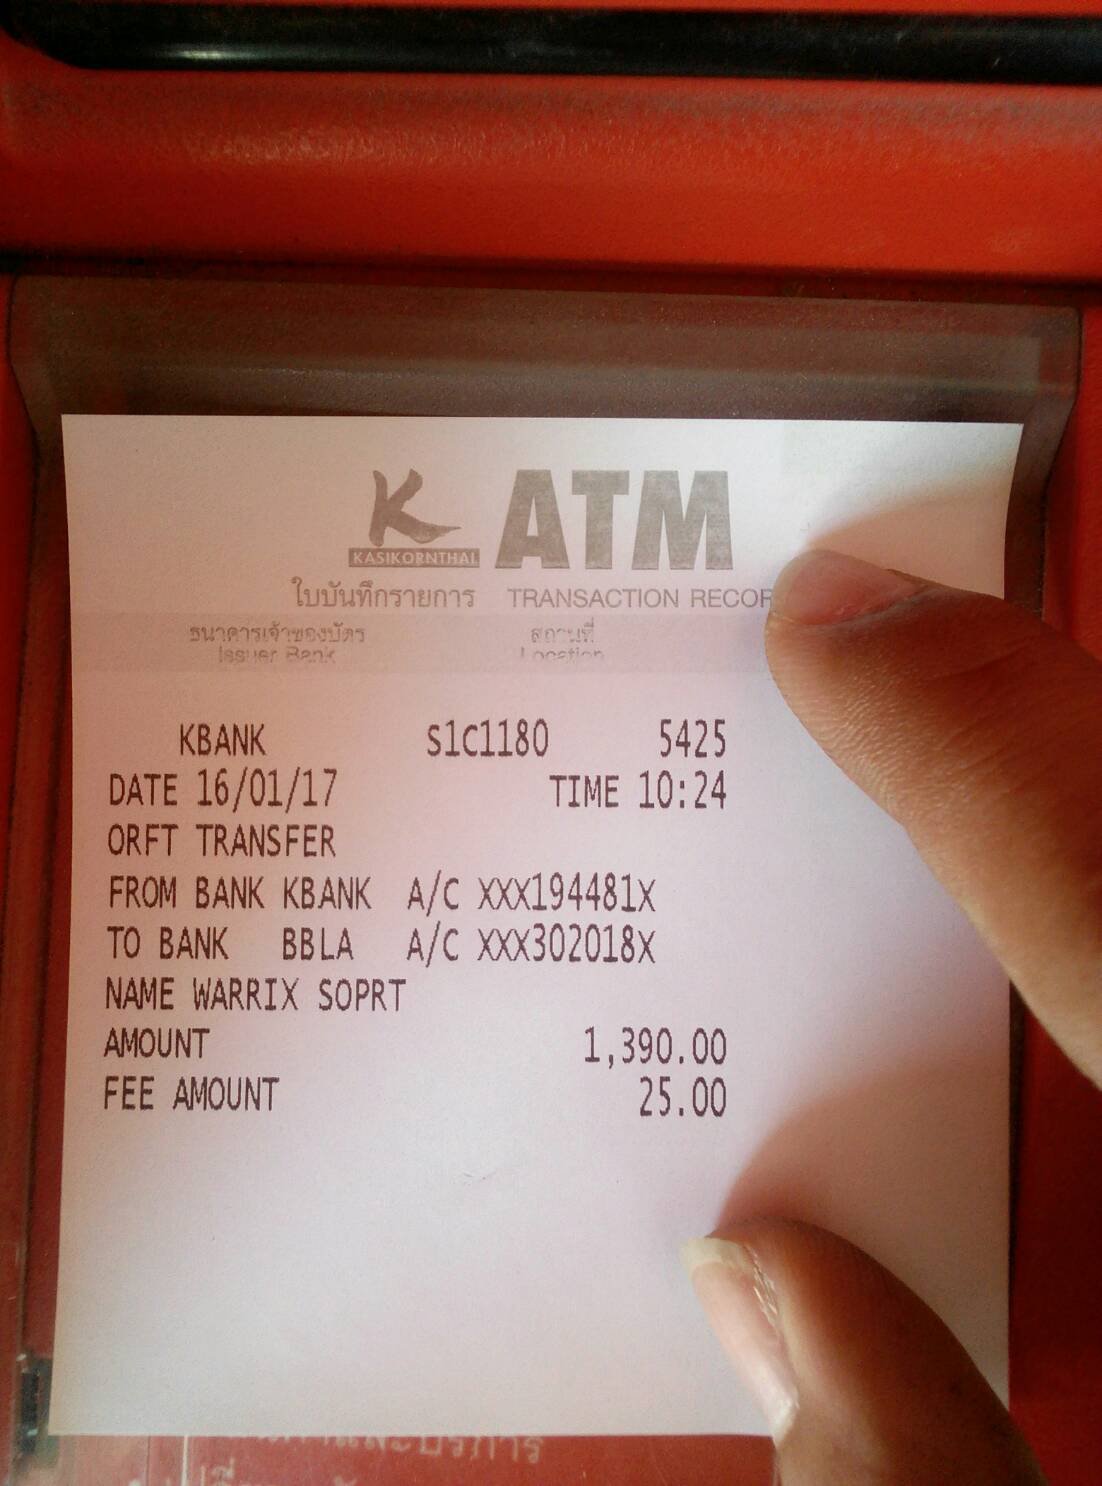 K ATM
KASIKORNTHAI
ใบบันทึกรายการ TRANSACTION RECOR
ธนาคารเจ้าของบัตร สถานที่
Issuer Bank Location
KBANK S1C1180 5425
DATE 16/01/17 TIME 10:24
ORFT TRANSFER
FROM BANK KBANK A/C XXX194481X
TO BANK BBLA A/C XXX302018X
NAME WARRIX SOPRT
AMOUNT 1,390.00
FEE AMOUNT 25.00